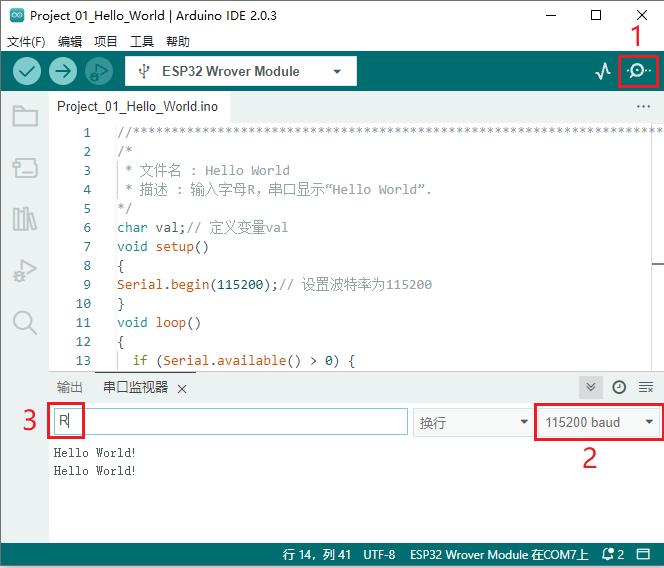 Project_01_Hello_World | Arduino IDE 2.0.3
1
文件(F) 编辑 项目 工具 帮助
ESP32 Wrover Module
Project_01_Hello_World.ino
1 //**********************************************************************
2 /*
3  * 文件名 : Hello World
4  * 描述 : 输入字母R，串口显示“Hello World”.
5 */
6 char val;// 定义变量val
7 void setup()
8 {
9 Serial.begin(115200);// 设置波特率为115200
10 }
11 void loop()
12 {
13 if (Serial.available() > 0) {
输出 串口监视器
3 R 换行 115200 baud
2
Hello World!
Hello World!
行 14，列 41 UTF-8 ESP32 Wrover Module 在COM7上 2